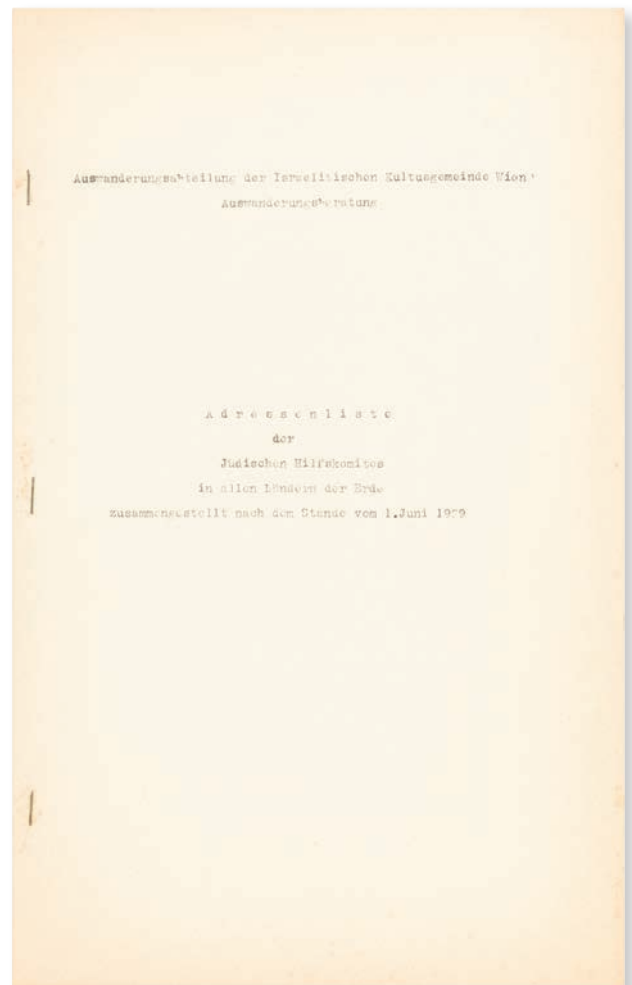 Auswanderungsabteilung der Israelitischen Kultusgemeinde Wien
Auswanderungsberatung
A d r e s s e n l i s t e
der
Jüdischen Hilfskomites
in allen Ländern der Erde
zusammengestellt nach dem Stande vom 1.Juni 1939